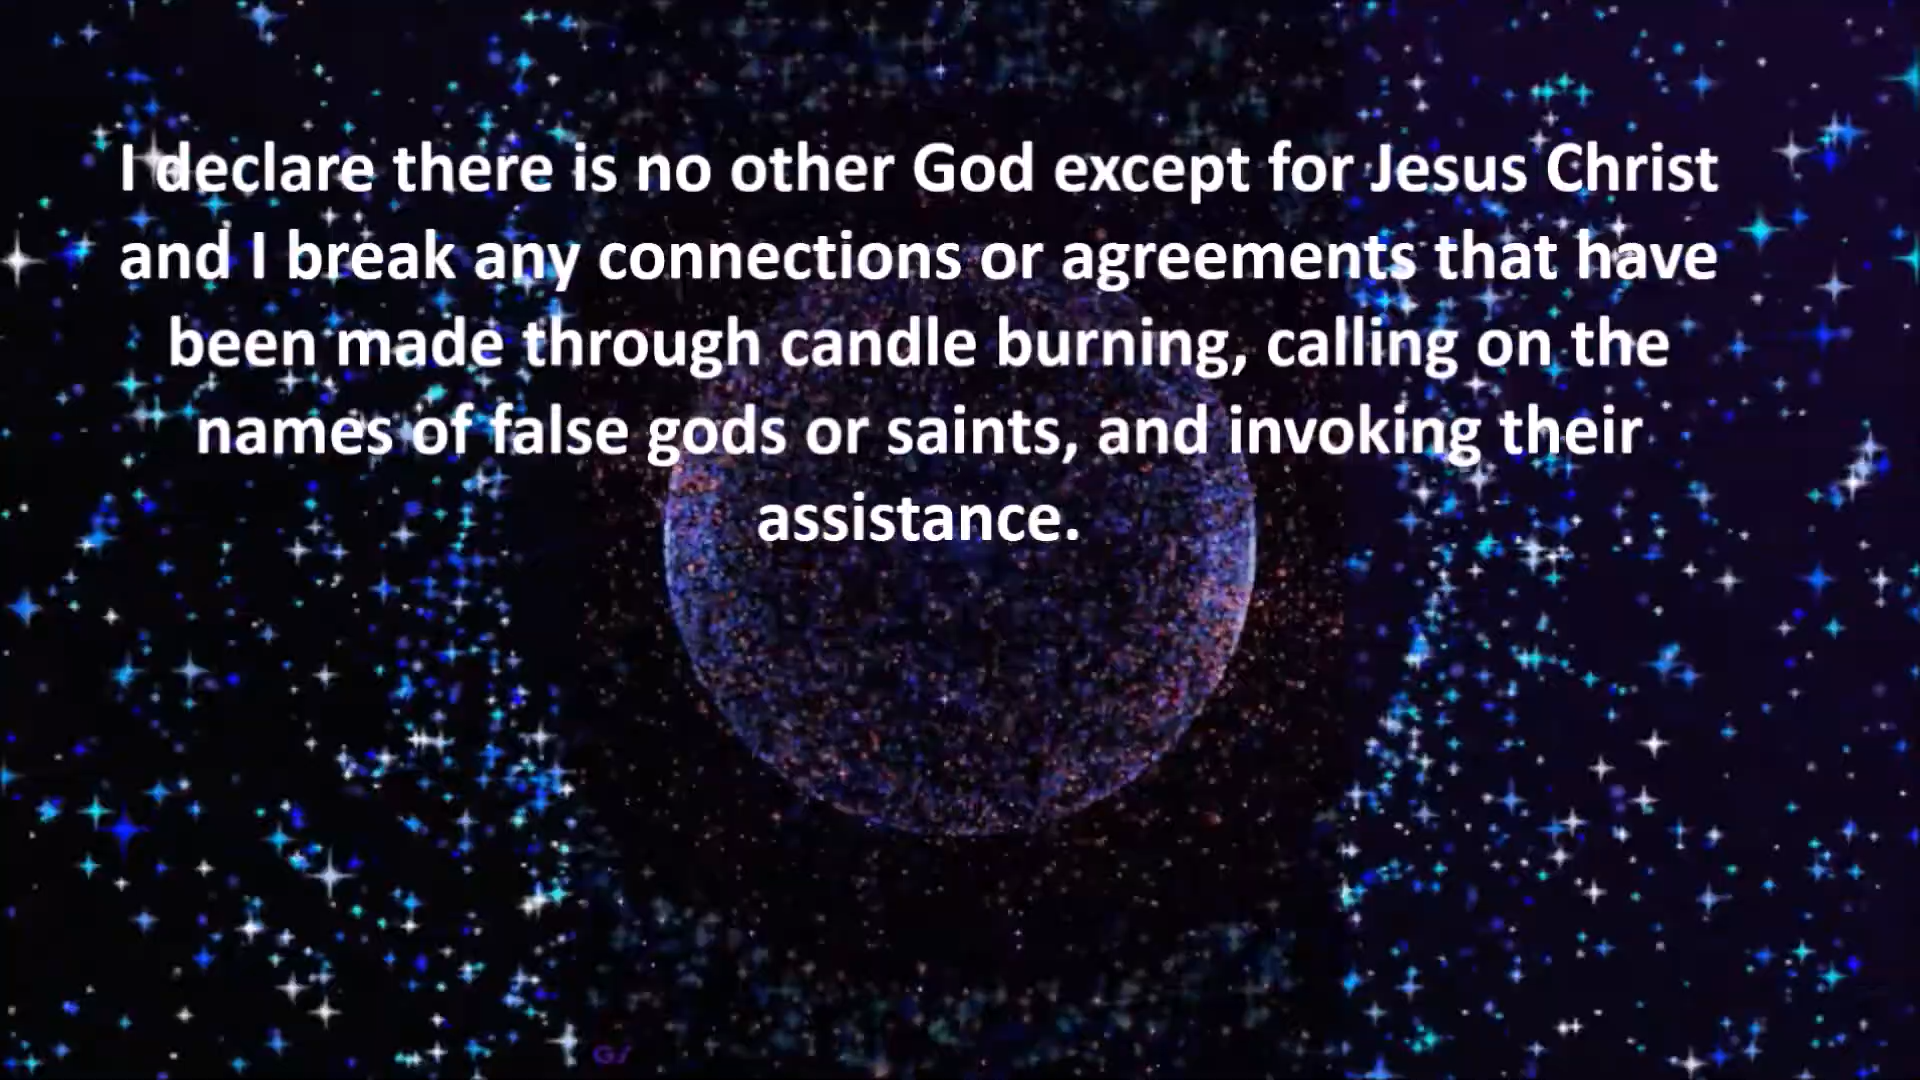 I declare there is no other God except for Jesus Christ
and I break any connections or agreements that have
been made through candle burning, calling on the
names of false gods or saints, and invoking their
assistance.